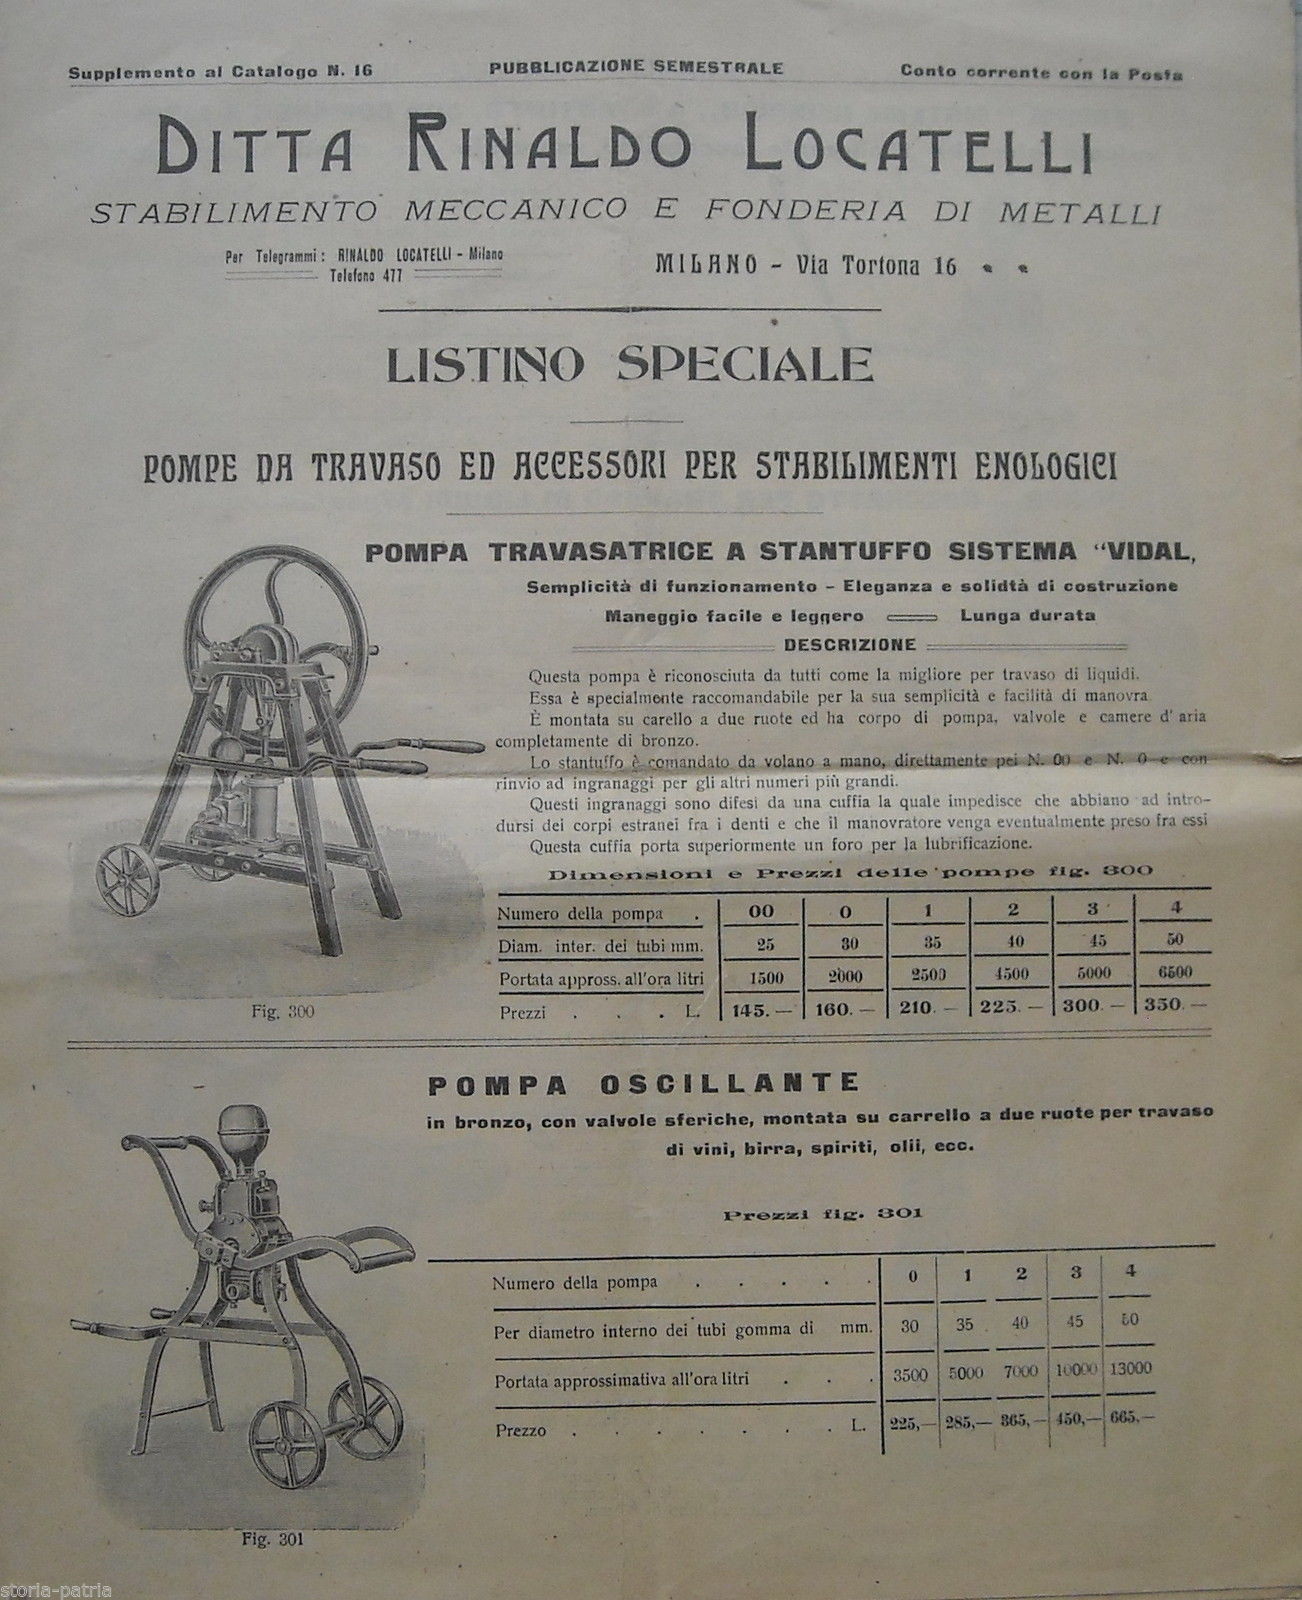 Supplemento al Catalogo N. 16 PUBBLICAZIONE SEMESTRALE Conto corrente con la Posta
DITTA RINALDO LOCATELLI
STABILIMENTO MECCANICO E FONDERIA DI METALLI
Per Telegrammi: RINALDO LOCATELLI - Milano
Telefono 477
MILANO - Via Tortona 16
LISTINO SPECIALE
POMPE DA TRAVASO ED ACCESSORI PER STABILIMENTI ENOLOGICI
POMPA TRAVASATRICE A STANTUFFO SISTEMA "VIDAL,
Semplicità di funzionamento - Eleganza e solidtà di costruzione
Maneggio facile e leggero Lunga durata
DESCRIZIONE
Questa pompa è riconosciuta da tutti come la migliore per travaso di liquidi.
Essa è specialmente raccomandabile per la sua semplicità e facilità di manovra
È montata su carello a due ruote ed ha corpo di pompa, valvole e camere d'aria
completamente di bronzo.
Lo stantuffo è comandato da volano a mano, direttamente pei N. 00 e N. 0 e con
rinvio ad ingranaggi per gli altri numeri più grandi.
Questi ingranaggi sono difesi da una cuffia la quale impedisce che abbiano ad intro-
dursi dei corpi estranei fra i denti e che il manovratore venga eventualmente preso fra essi
Questa cuffia porta superiormente un foro per la lubrificazione.
Dimensioni e Prezzi delle pompe fig. 300
Numero della pompa . 00 0 1 2 3 4
Diam. inter. dei tubi mm. 25 30 35 40 45 50
Portata appross. all'ora litri 1500 2000 2500 4500 5000 6500
Prezzi . . . L. 145.— 160.— 210.— 225.— 300.— 350.—
Fig. 300
POMPA OSCILLANTE
in bronzo, con valvole sferiche, montata su carrello a due ruote per travaso
di vini, birra, spiriti, olii, ecc.
Prezzi fig. 301
Numero della pompa . . . . . 0 1 2 3 4
Per diametro interno dei tubi gomma di mm. 30 35 40 45 50
Portata approssimativa all'ora litri . . . 3500 5000 7000 10000 13000
Prezzo . . . . . . . L. 225,— 285,— 365,— 450,— 665.—
Fig. 301
storia-patria